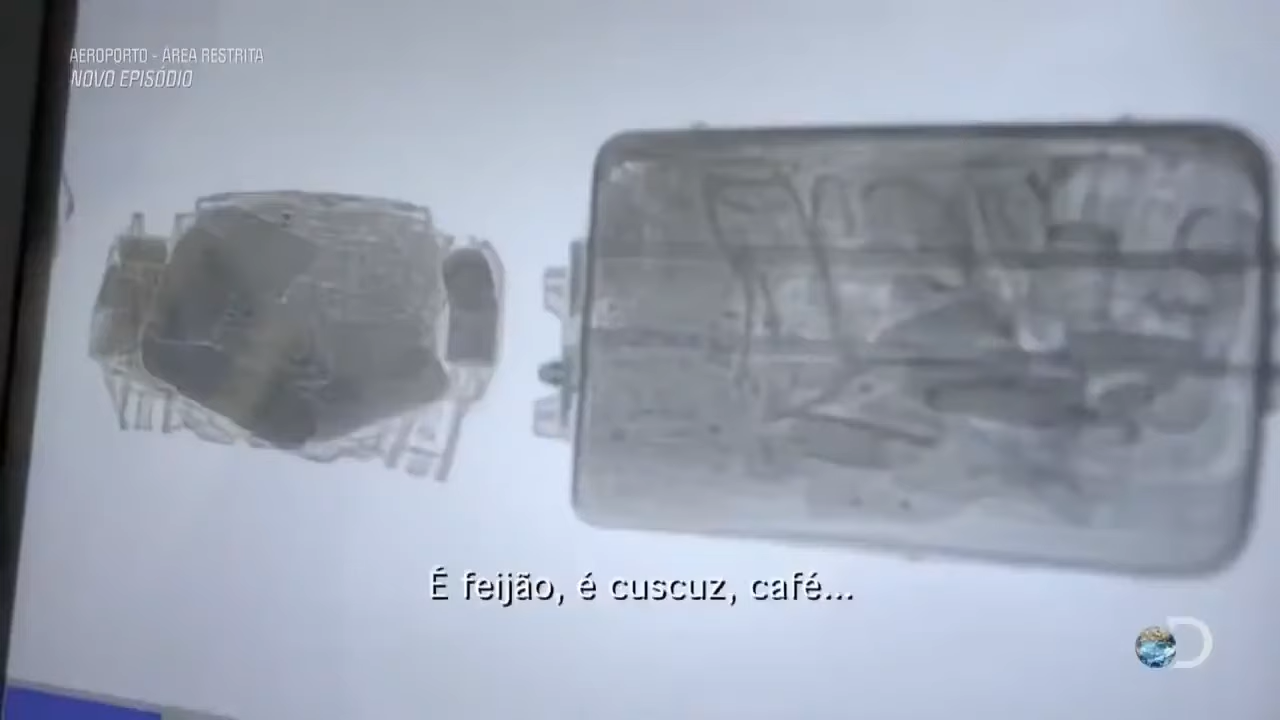 AEROPORTO - ÁREA RESTRITA
NOVO EPISÓDIO
É feijão, é cuscuz, café...